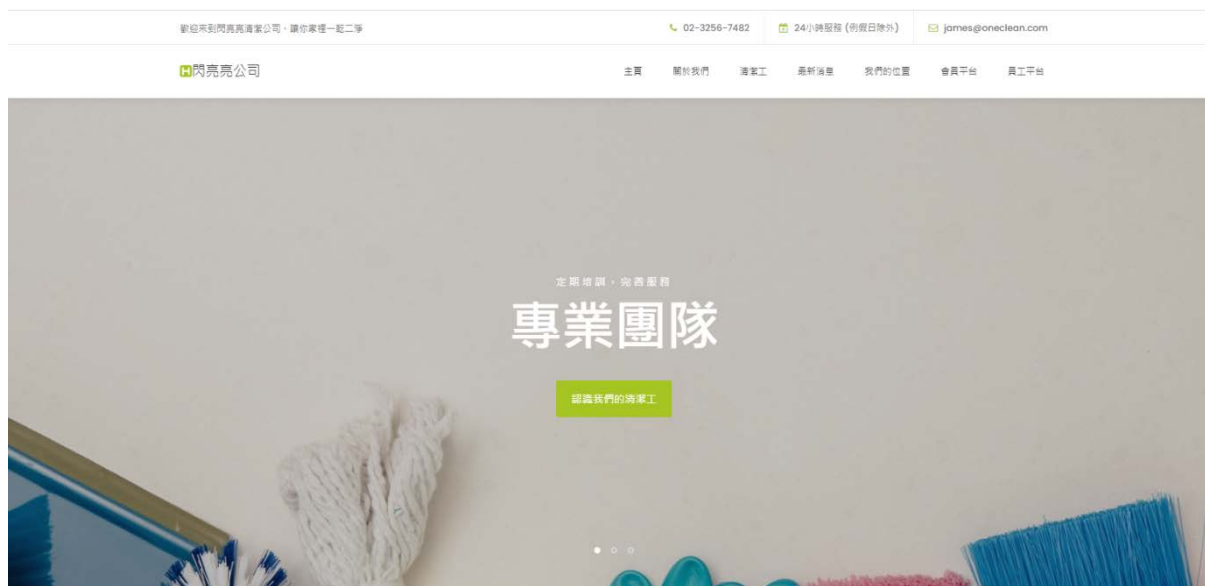 歡迎來到閃亮亮清潔公司，讓你家裡一乾二淨
02-3256-7482
24小時服務 (例假日除外)
james@oneclean.com
閃亮亮公司
主頁 關於我們 清潔工 最新消息 我們的位置 會員平台 員工平台
定期培訓，完善服務
專業團隊
認識我們的清潔工